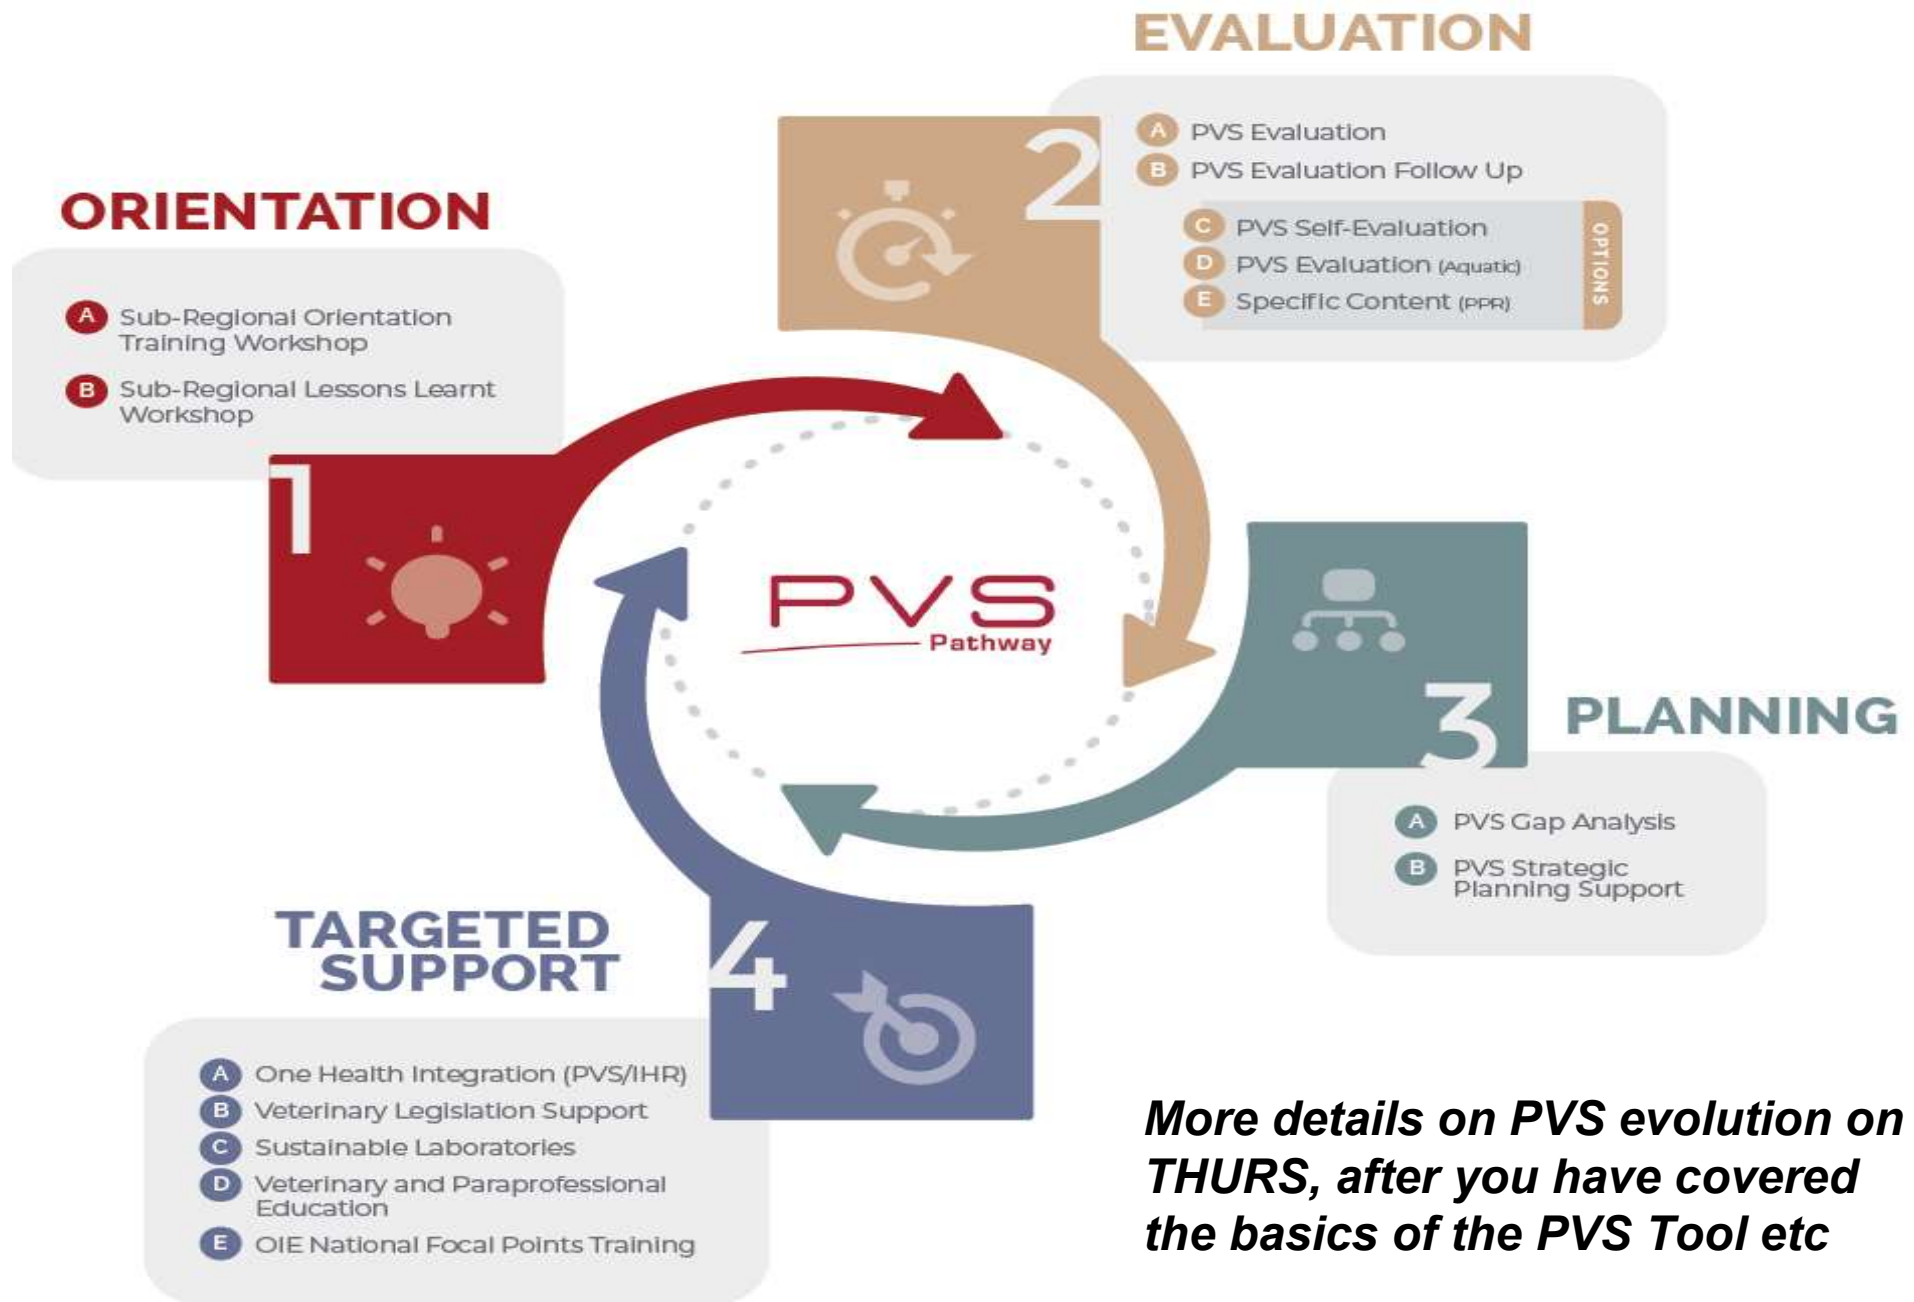 ORIENTATION
A Sub-Regional Orientation
Training Workshop
B Sub-Regional Lessons Learnt
Workshop
1
EVALUATION
2
A PVS Evaluation
B PVS Evaluation Follow Up
C PVS Self-Evaluation
D PVS Evaluation (Aquatic)
E Specific Content (PPR)
OPTIONS
PVS
Pathway
3
PLANNING
A PVS Gap Analysis
B PVS Strategic
Planning Support
TARGETED
SUPPORT
4
A One Health Integration (PVS/IHR)
B Veterinary Legislation Support
C Sustainable Laboratories
D Veterinary and Paraprofessional
Education
E OIE National Focal Points Training
More details on PVS evolution on
THURS, after you have covered
the basics of the PVS Tool etc